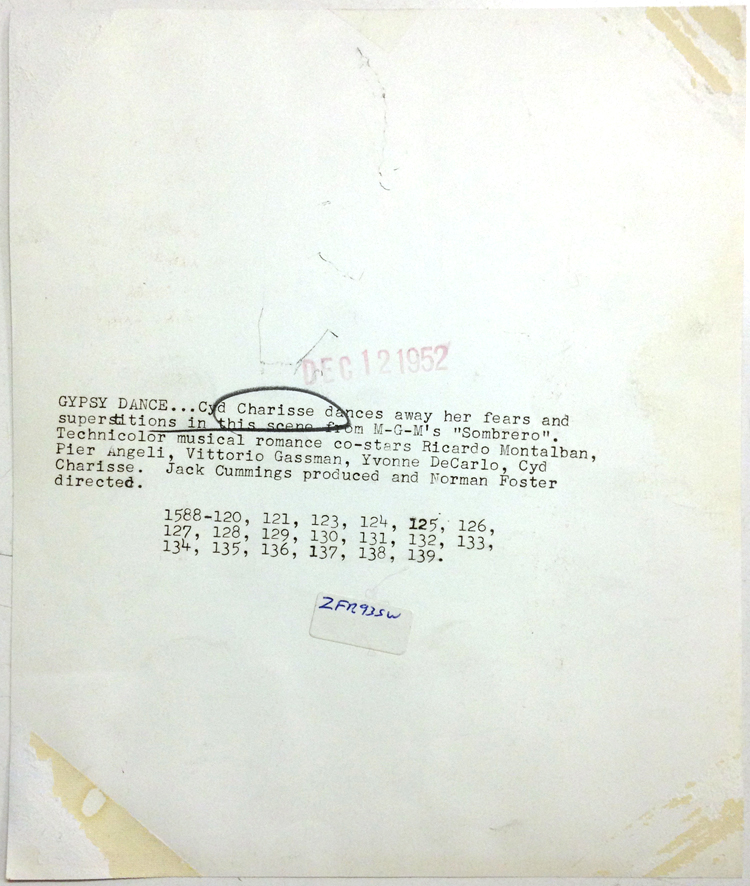 DEC 12 1952
GYPSY DANCE...Cyd Charisse dances away her fears and
superstitions in this scene from M-G-M's "Sombrero".
Technicolor musical romance co-stars Ricardo Montalban,
Pier Angeli, Vittorio Gassman, Yvonne DeCarlo, Cyd
Charisse. Jack Cummings produced and Norman Foster
directed.
1588-120, 121, 123, 124, 125, 126,
127, 128, 129, 130, 131, 132, 133,
134, 135, 136, 137, 138, 139.
ZFR93SW